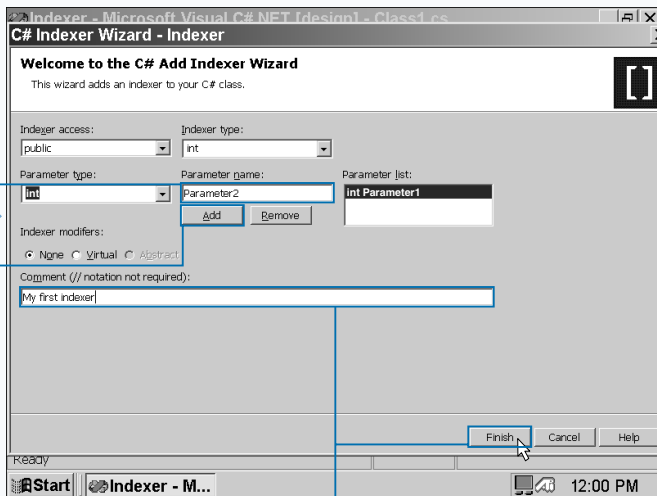 Indexer - Microsoft Visual C# .NET [design] - Class1.cs
C# Indexer Wizard - Indexer
Welcome to the C# Add Indexer Wizard
This wizard adds an indexer to your C# class.
Indexer access:
Indexer type:
public
int
Parameter type:
Parameter name:
Parameter list:
int
Parameter2
int Parameter1
Add
Remove
Indexer modifers:
None
Virtual
Abstract
Comment (// notation not required):
My first indexer
Finish
Cancel
Help
Ready
Start
Indexer - M...
12:00 PM